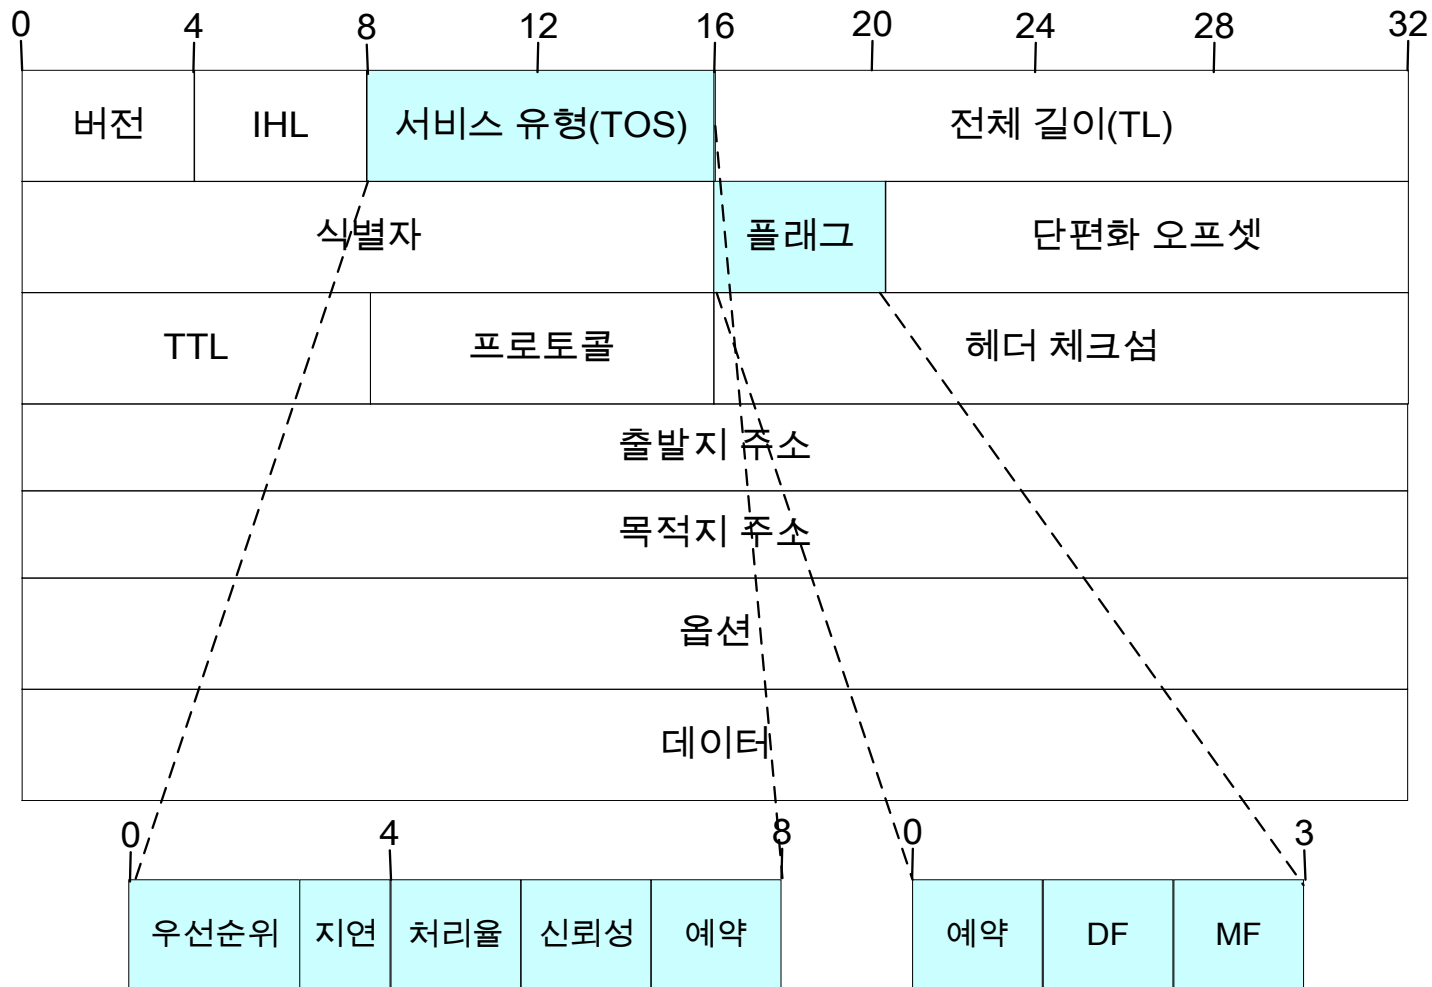 0 4 8 12 16 20 24 28 32
버전 IHL 서비스 유형(TOS) 전체 길이(TL)
식별자 플래그 단편화 오프셋
TTL 프로토콜 헤더 체크섬
출발지 주소
목적지 주소
옵션
데이터
0 4 8 0 3
우선순위 지연 처리율 신뢰성 예약 예약 DF MF